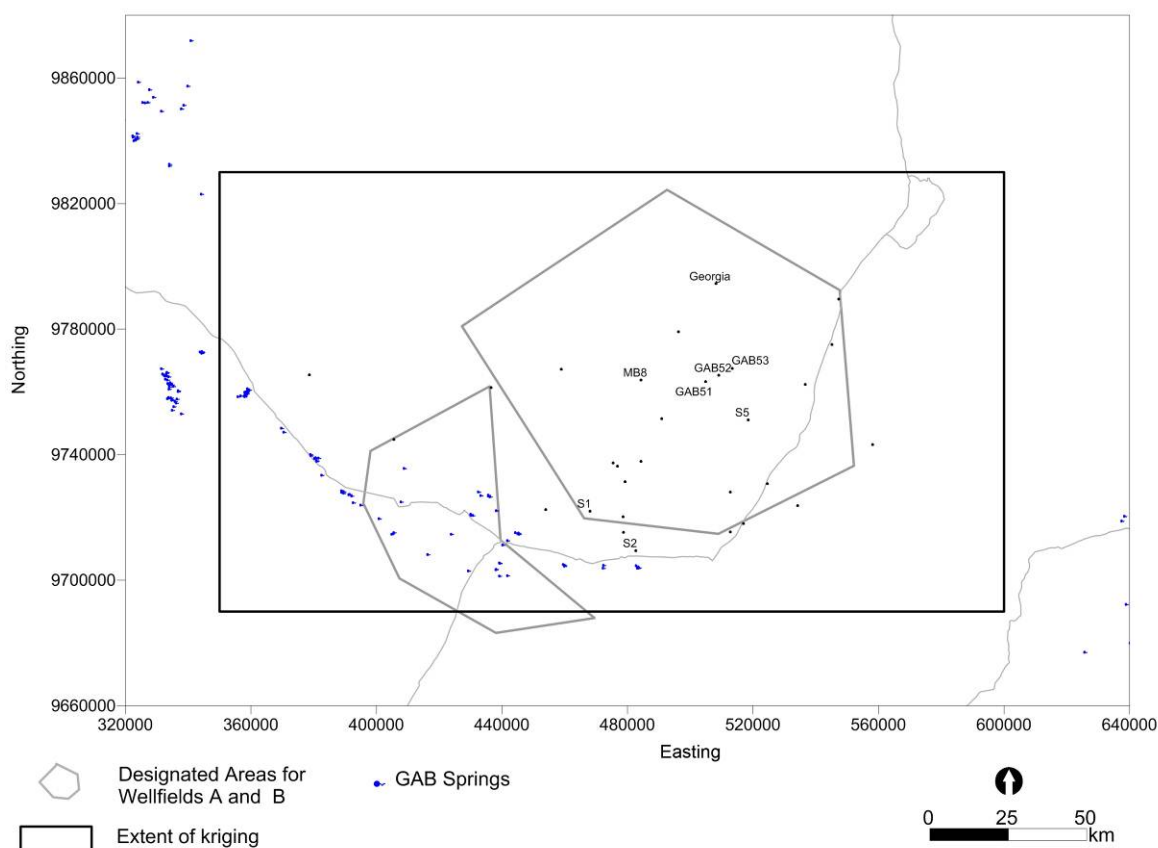 9860000
9820000
Georgia
Northing
9780000
GAB53
GAB52
MB8
GAB51
S5
9740000
S1
S2
9700000
9660000
320000 360000 400000 440000 480000 520000 560000 600000 640000
Easting
Designated Areas for
Wellfields A and B
GAB Springs
Extent of kriging
0 25 50
km